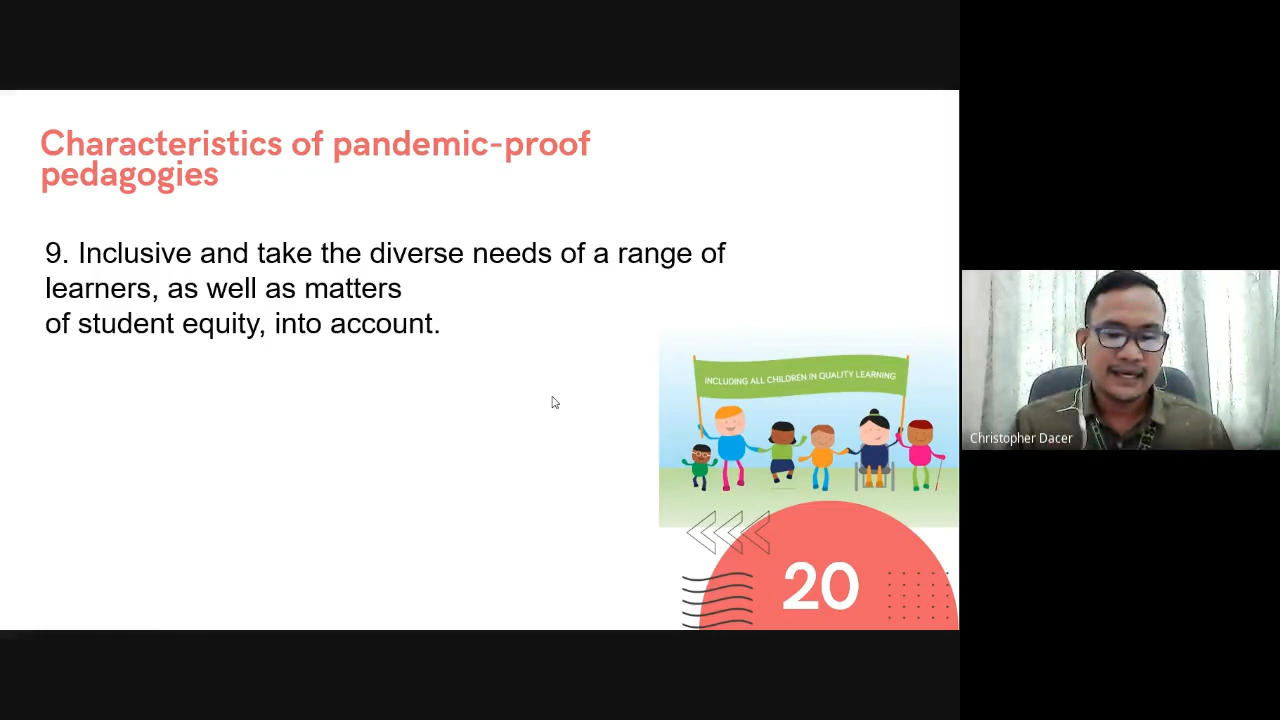 Characteristics of pandemic-proof
pedagogies
9. Inclusive and take the diverse needs of a range of
learners, as well as matters
of student equity, into account.
INCLUDING ALL CHILDREN IN QUALITY LEARNING
20
Christopher Dacer